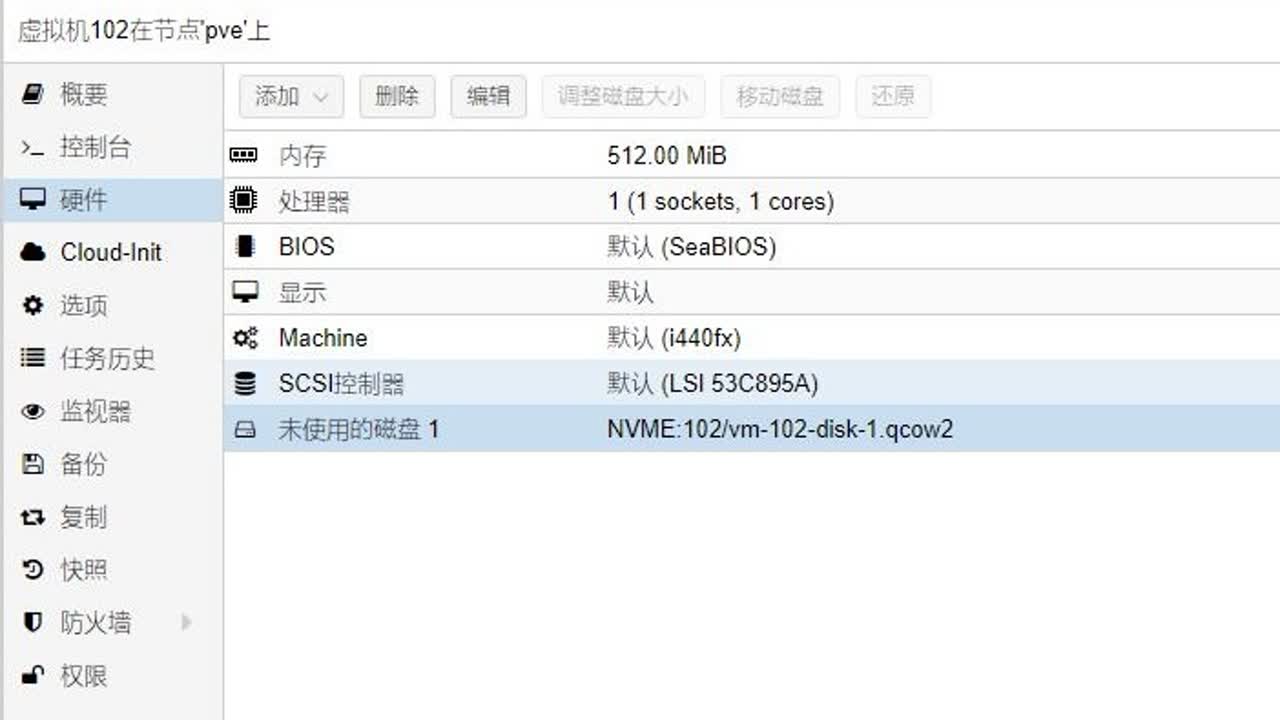 虚拟机102在节点'pve'上
概要
控制台
硬件
Cloud-Init
选项
任务历史
监视器
备份
复制
快照
防火墙
权限
添加 删除 编辑 调整磁盘大小 移动磁盘 还原
内存 512.00 MiB
处理器 1 (1 sockets, 1 cores)
BIOS 默认 (SeaBIOS)
显示 默认
Machine 默认 (i440fx)
SCSI控制器 默认 (LSI 53C895A)
未使用的磁盘 1 NVME:102/vm-102-disk-1.qcow2